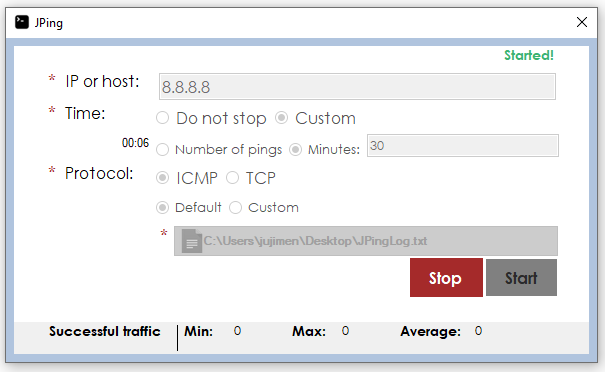 JPing
Started!
* IP or host: 8.8.8.8
* Time: Do not stop Custom
00:06 Number of pings Minutes: 30
* Protocol: ICMP TCP
Default Custom
* C:\Users\jujimen\Desktop\JPingLog.txt
Stop Start
Successful traffic Min: 0 Max: 0 Average: 0